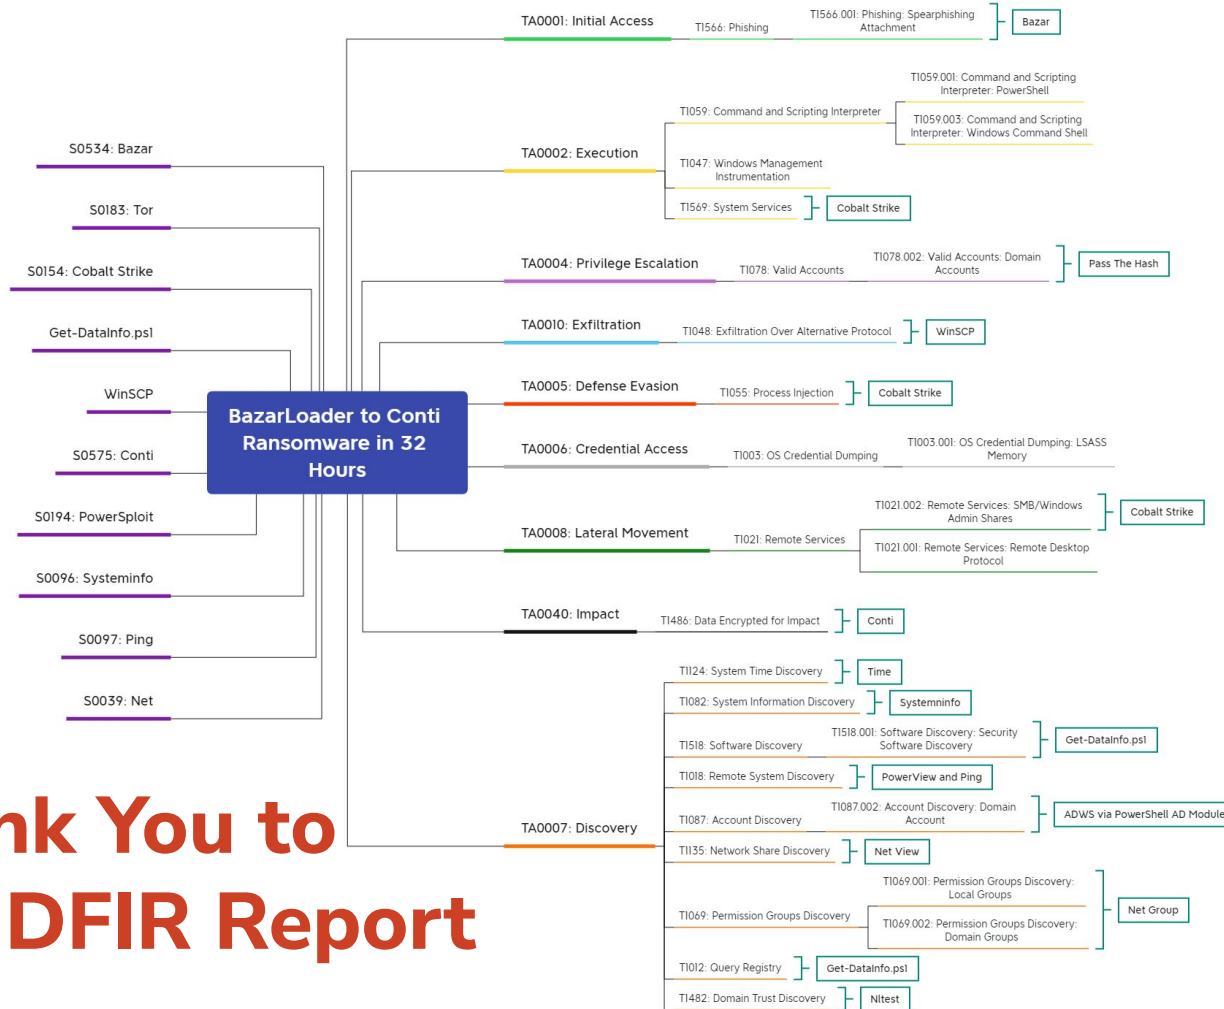 TA0001: Initial Access
T1566: Phishing
T1566.001: Phishing: Spearphishing
Attachment
Bazar
T1059.001: Command and Scripting
Interpreter: PowerShell
T1059: Command and Scripting Interpreter
T1059.003: Command and Scripting
Interpreter: Windows Command Shell
TA0002: Execution
T1047: Windows Management
Instrumentation
T1569: System Services
Cobalt Strike
TA0004: Privilege Escalation
T1078: Valid Accounts
T1078.002: Valid Accounts: Domain
Accounts
Pass The Hash
TA0010: Exfiltration
T1048: Exfiltration Over Alternative Protocol
WinSCP
TA0005: Defense Evasion
T1055: Process Injection
Cobalt Strike
TA0006: Credential Access
T1003: OS Credential Dumping
T1003.001: OS Credential Dumping: LSASS
Memory
TA0008: Lateral Movement
T1021: Remote Services
T1021.002: Remote Services: SMB/Windows
Admin Shares
Cobalt Strike
T1021.001: Remote Services: Remote Desktop
Protocol
TA0040: Impact
T1486: Data Encrypted for Impact
Conti
TA0007: Discovery
T1124: System Time Discovery
Time
T1082: System Information Discovery
Systemninfo
T1518: Software Discovery
T1518.001: Software Discovery: Security
Software Discovery
Get-DataInfo.ps1
T1018: Remote System Discovery
PowerView and Ping
T1087: Account Discovery
T1087.002: Account Discovery: Domain
Account
ADWS via PowerShell AD Module
T1135: Network Share Discovery
Net View
T1069: Permission Groups Discovery
T1069.001: Permission Groups Discovery:
Local Groups
T1069.002: Permission Groups Discovery:
Domain Groups
Net Group
T1012: Query Registry
Get-DataInfo.ps1
T1482: Domain Trust Discovery
Nltest
S0534: Bazar
S0183: Tor
S0154: Cobalt Strike
Get-DataInfo.ps1
WinSCP
S0575: Conti
S0194: PowerSploit
S0096: Systeminfo
S0097: Ping
S0039: Net
BazarLoader to Conti
Ransomware in 32
Hours
nk You to
DFIR Report